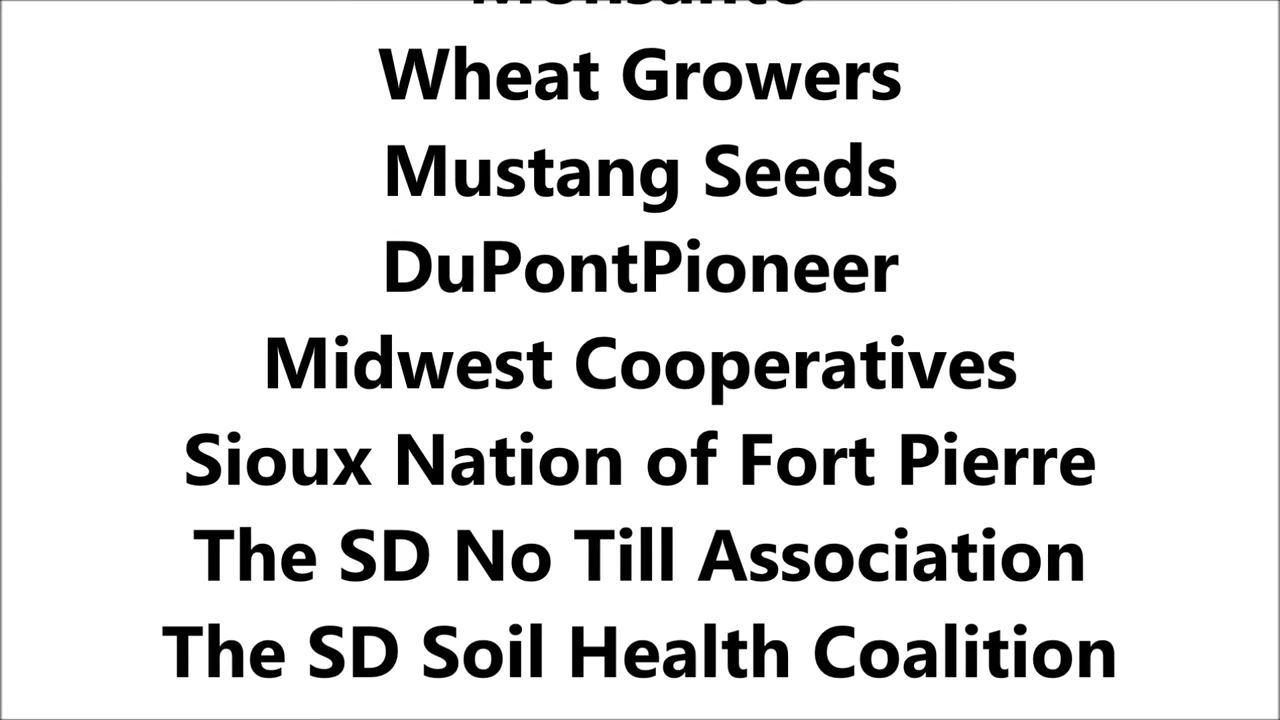 Monsanto
Wheat Growers
Mustang Seeds
DuPontPioneer
Midwest Cooperatives
Sioux Nation of Fort Pierre
The SD No Till Association
The SD Soil Health Coalition